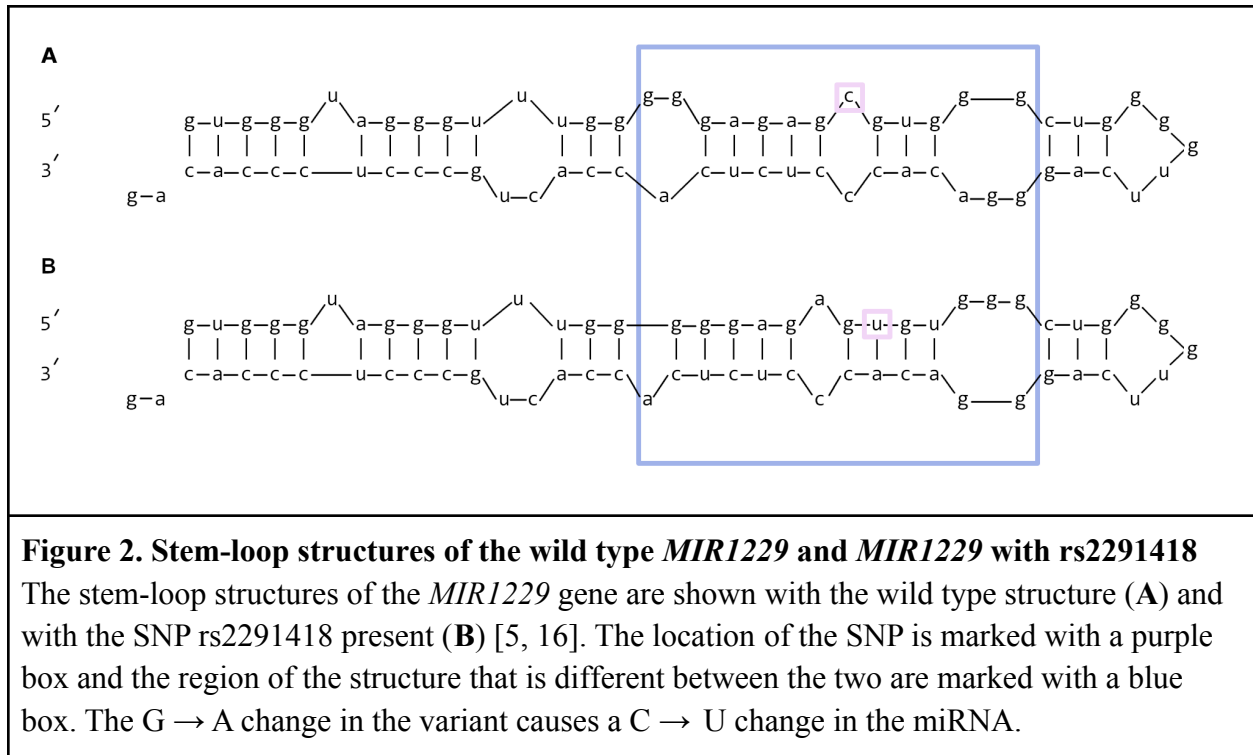 A
u u g–g c g–g g
5′ g–u–g–g–g a–g–g–g–u u–g–g g–a–g–a–g g–u–g c–u–g g
g
3′ c–a–c–c–c–u–c–c–c–g a–c–c c–u–c–u–c c–a–c g–a–c u
g–a u–c a c a–g–g u
B
u u a g–g–g g
5′ g–u–g–g–g a–g–g–g–u u–g–g–g–g–g–a–g g–u–g–u c–u–g g
g
3′ c–a–c–c–c–u–c–c–c–g a–c–c c–u–c–u–c c–a–c–a g–a–c u
g–a u–c a c g–g u
Figure 2. Stem-loop structures of the wild type MIR1229 and MIR1229 with rs2291418
The stem-loop structures of the MIR1229 gene are shown with the wild type structure (A) and
with the SNP rs2291418 present (B) [5, 16]. The location of the SNP is marked with a purple
box and the region of the structure that is different between the two are marked with a blue
box. The G → A change in the variant causes a C → U change in the miRNA.